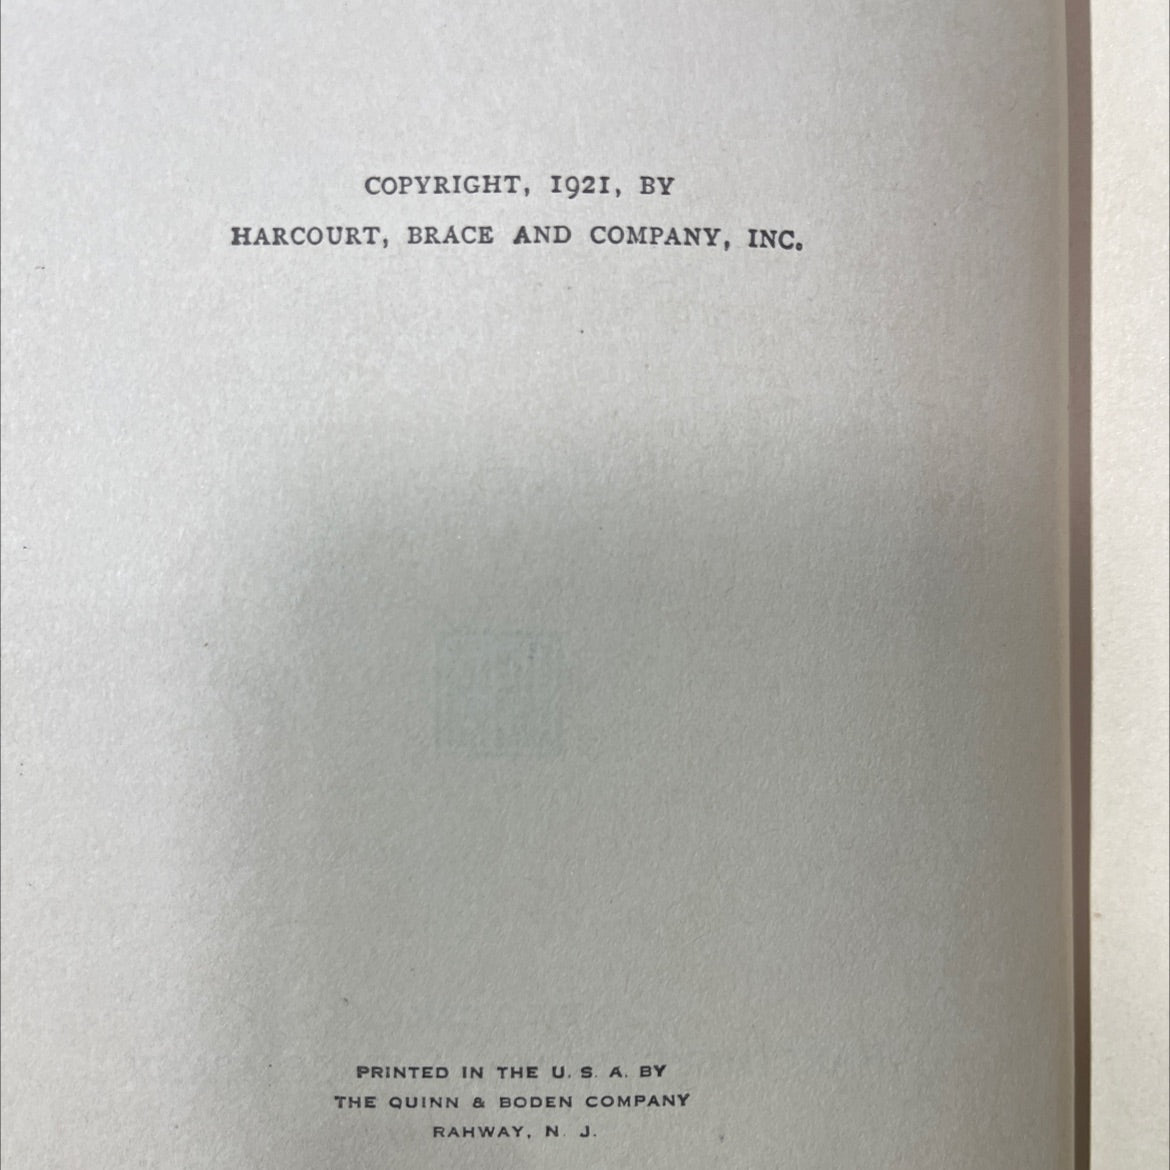 COPYRIGHT, 1921, BY
HARCOURT, BRACE AND COMPANY, INC.
PRINTED IN THE U. S. A. BY
THE QUINN & BODEN COMPANY
RAHWAY, N. J.